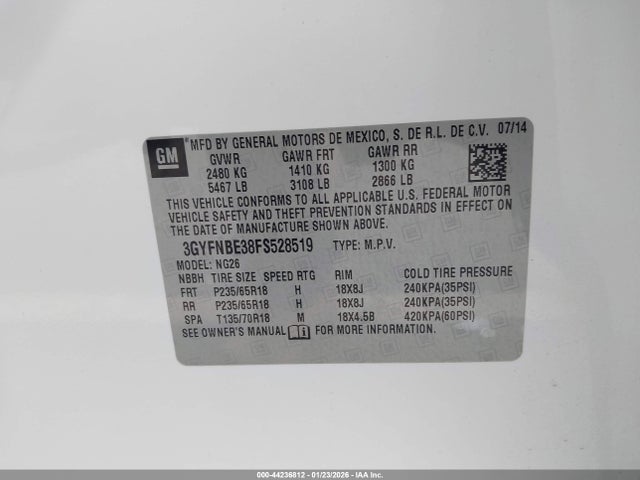 GM
MFD BY GENERAL MOTORS DE MEXICO, S. DE R.L. DE C.V. 07/14
GVWR GAWR FRT GAWR RR
2480 KG 1410 KG 1300 KG
5467 LB 3108 LB 2866 LB
THIS VEHICLE CONFORMS TO ALL APPLICABLE U.S. FEDERAL MOTOR
VEHICLE SAFETY AND THEFT PREVENTION STANDARDS IN EFFECT ON
THE DATE OF MANUFACTURE SHOWN ABOVE.
3GYFNBE38FS528519 TYPE: M.P.V.
MODEL: NG26
NBBH TIRE SIZE SPEED RTG RIM COLD TIRE PRESSURE
FRT P235/65R18 H 18X8J 240KPA(35PSI)
RR P235/65R18 H 18X8J 240KPA(35PSI)
SPA T135/70R18 M 18X4.5B 420KPA(60PSI)
SEE OWNER'S MANUAL FOR MORE INFORMATION.
000-44236812 - 01/23/2026 - IAA Inc.